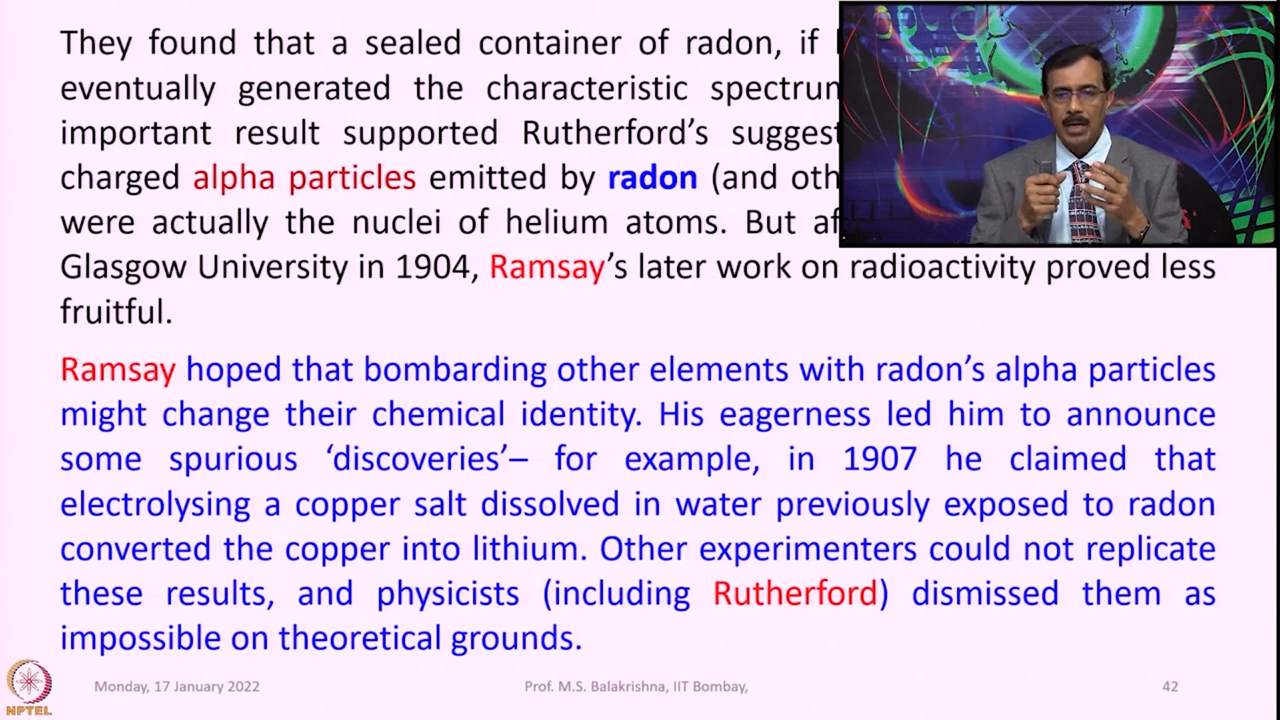 They found that a sealed container of radon, if
eventually generated the characteristic
important result supported Rutherford's
charged alpha particles emitted by radon (and
were actually the nuclei of helium atoms. But
Glasgow University in 1904, Ramsay's later work on radioactivity proved less
fruitful.
Ramsay hoped that bombarding other elements with radon's alpha particles
might change their chemical identity. His eagerness led him to announce
some spurious 'discoveries'– for example, in 1907 he claimed that
electrolysing a copper salt dissolved in water previously exposed to radon
converted the copper into lithium. Other experimenters could not replicate
these results, and physicists (including Rutherford) dismissed them as
impossible on theoretical grounds.
NPTEL
Monday, 17 January 2022
Prof. M.S. Balakrishna, IIT Bombay,
42